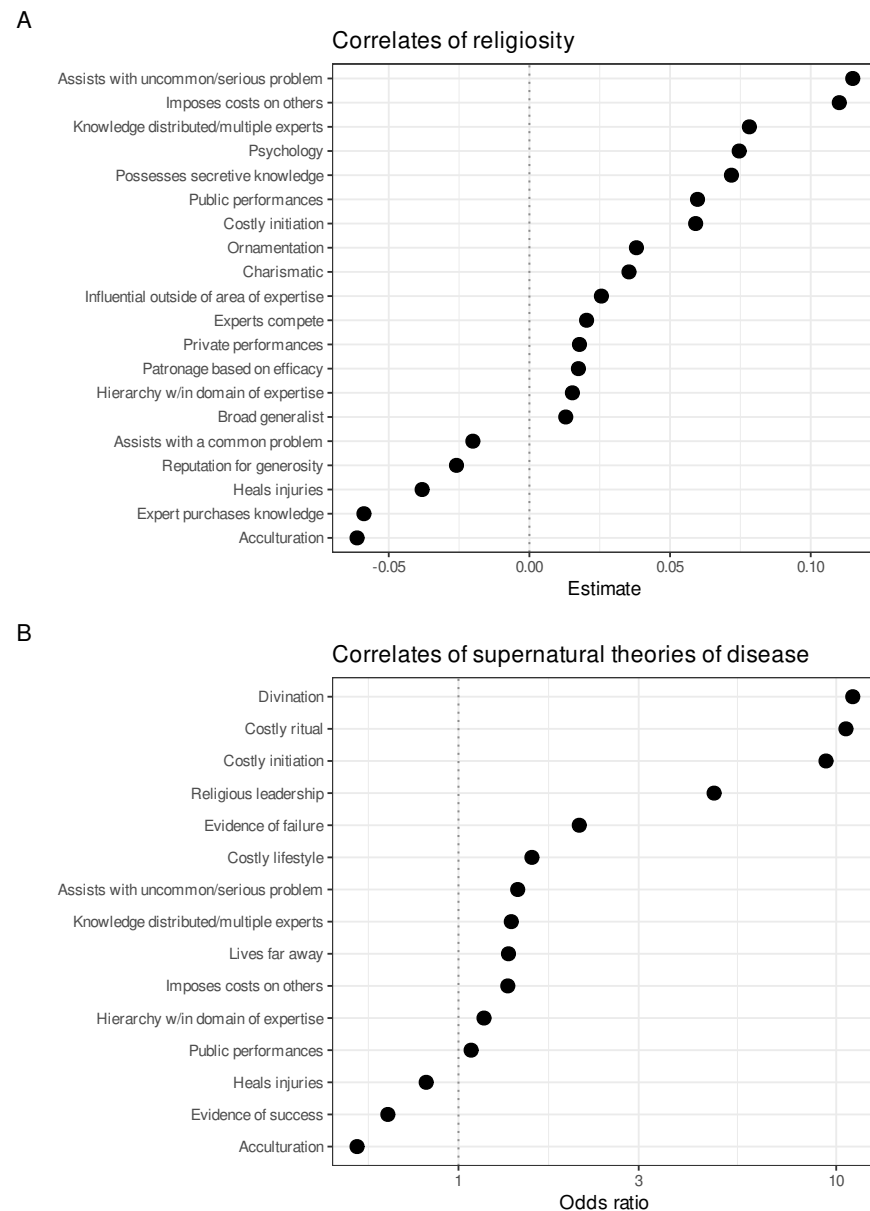 A
Correlates of religiosity
Assists with uncommon/serious problem
Imposes costs on others
Knowledge distributed/multiple experts
Psychology
Possesses secretive knowledge
Public performances
Costly initiation
Ornamentation
Charismatic
Influential outside of area of expertise
Experts compete
Private performances
Patronage based on efficacy
Hierarchy w/in domain of expertise
Broad generalist
Assists with a common problem
Reputation for generosity
Heals injuries
Expert purchases knowledge
Acculturation
-0.05 0.00 0.05 0.10
Estimate
B
Correlates of supernatural theories of disease
Divination
Costly ritual
Costly initiation
Religious leadership
Evidence of failure
Costly lifestyle
Assists with uncommon/serious problem
Knowledge distributed/multiple experts
Lives far away
Imposes costs on others
Hierarchy w/in domain of expertise
Public performances
Heals injuries
Evidence of success
Acculturation
1 3 10
Odds ratio